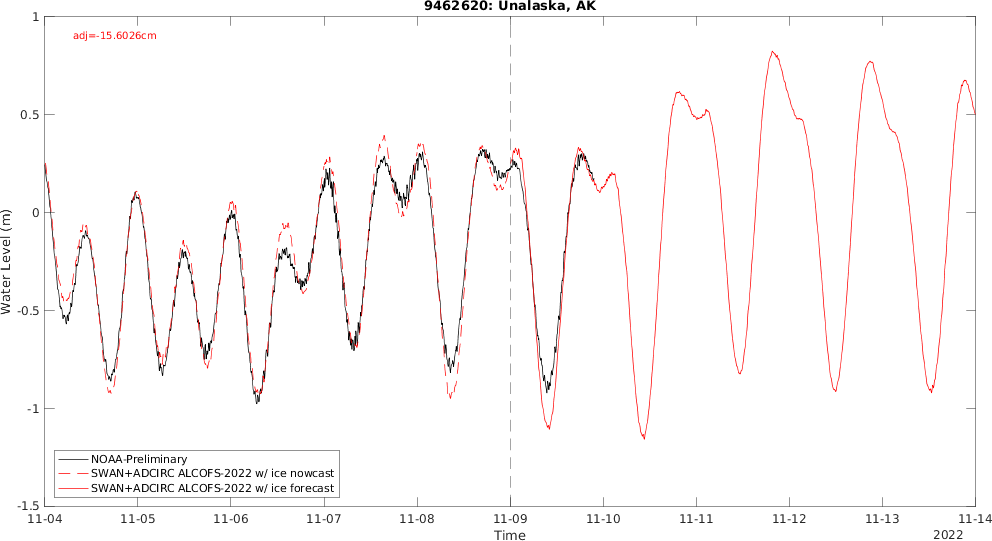 9462620: Unalaska, AK
adj=-15.6026cm
1
0.5
0
-0.5
-1
-1.5
Water Level (m)
NOAA-Preliminary
SWAN+ADCIRC ALCOFS-2022 w/ ice nowcast
SWAN+ADCIRC ALCOFS-2022 w/ ice forecast
11-04 11-05 11-06 11-07 11-08 11-09 11-10 11-11 11-12 11-13 11-14
Time
2022